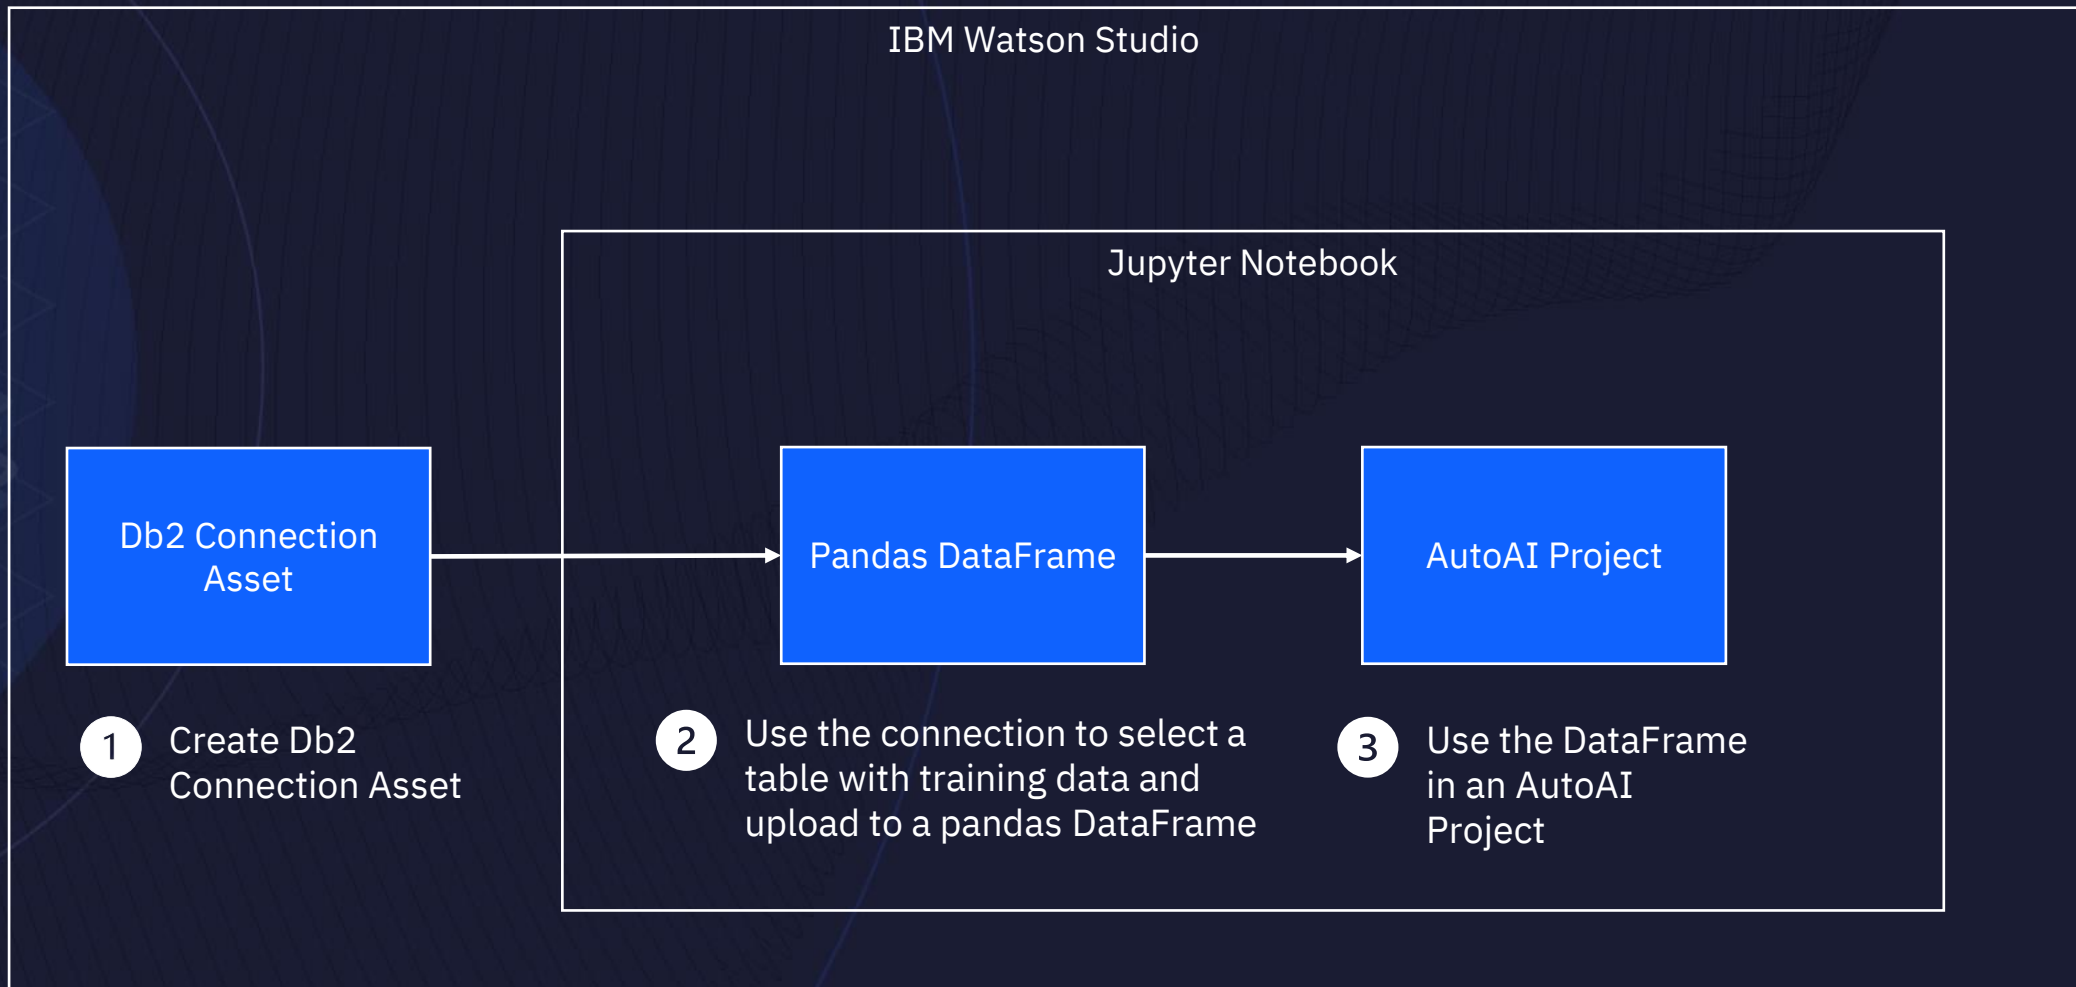 IBM Watson Studio
Jupyter Notebook
Db2 Connection
Asset
Pandas DataFrame
AutoAI Project
1
Create Db2
Connection Asset
2
Use the connection to select a
table with training data and
upload to a pandas DataFrame
3
Use the DataFrame
in an AutoAI
Project